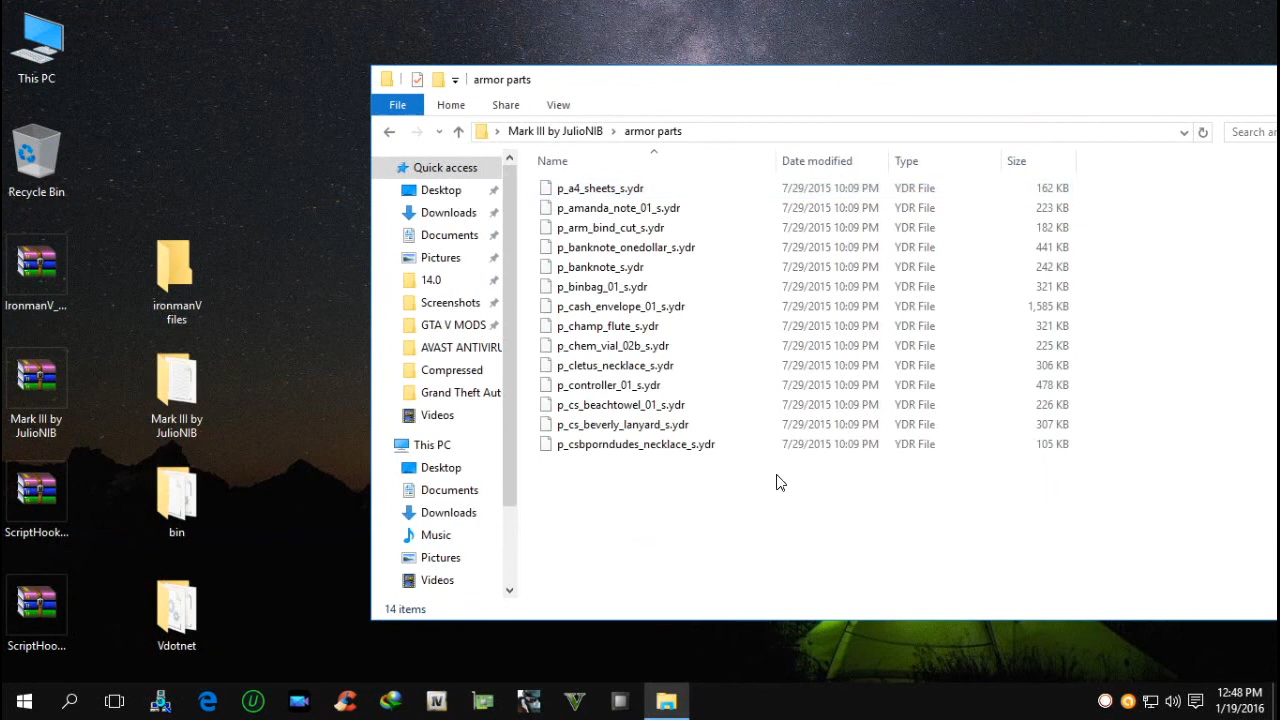 This PC
Recycle Bin
IronmanV_...
ironmanV
files
Mark III by
JulioNIB
Mark III by
JulioNIB
ScriptHook...
bin
ScriptHoo...
Vdotnet
armor parts
File Home Share View
Mark III by JulioNIB armor parts
Search ar
Quick access
Desktop
Downloads
Documents
Pictures
14.0
Screenshots
GTA V MODS
AVAST ANTIVIRU
Compressed
Grand Theft Aut
Videos
This PC
Desktop
Documents
Downloads
Music
Pictures
Videos
Name Date modified Type Size
p_a4_sheets_s.ydr 7/29/2015 10:09 PM YDR File 162 KB
p_amanda_note_01_s.ydr 7/29/2015 10:09 PM YDR File 223 KB
p_arm_bind_cut_s.ydr 7/29/2015 10:09 PM YDR File 182 KB
p_banknote_onedollar_s.ydr 7/29/2015 10:09 PM YDR File 441 KB
p_banknote_s.ydr 7/29/2015 10:09 PM YDR File 242 KB
p_binbag_01_s.ydr 7/29/2015 10:09 PM YDR File 321 KB
p_cash_envelope_01_s.ydr 7/29/2015 10:09 PM YDR File 1,585 KB
p_champ_flute_s.ydr 7/29/2015 10:09 PM YDR File 321 KB
p_chem_vial_02b_s.ydr 7/29/2015 10:09 PM YDR File 225 KB
p_cletus_necklace_s.ydr 7/29/2015 10:09 PM YDR File 306 KB
p_controller_01_s.ydr 7/29/2015 10:09 PM YDR File 478 KB
p_cs_beachtowel_01_s.ydr 7/29/2015 10:09 PM YDR File 226 KB
p_cs_beverly_lanyard_s.ydr 7/29/2015 10:09 PM YDR File 307 KB
p_csbporndudes_necklace_s.ydr 7/29/2015 10:09 PM YDR File 105 KB
14 items
12:48 PM
1/19/2016